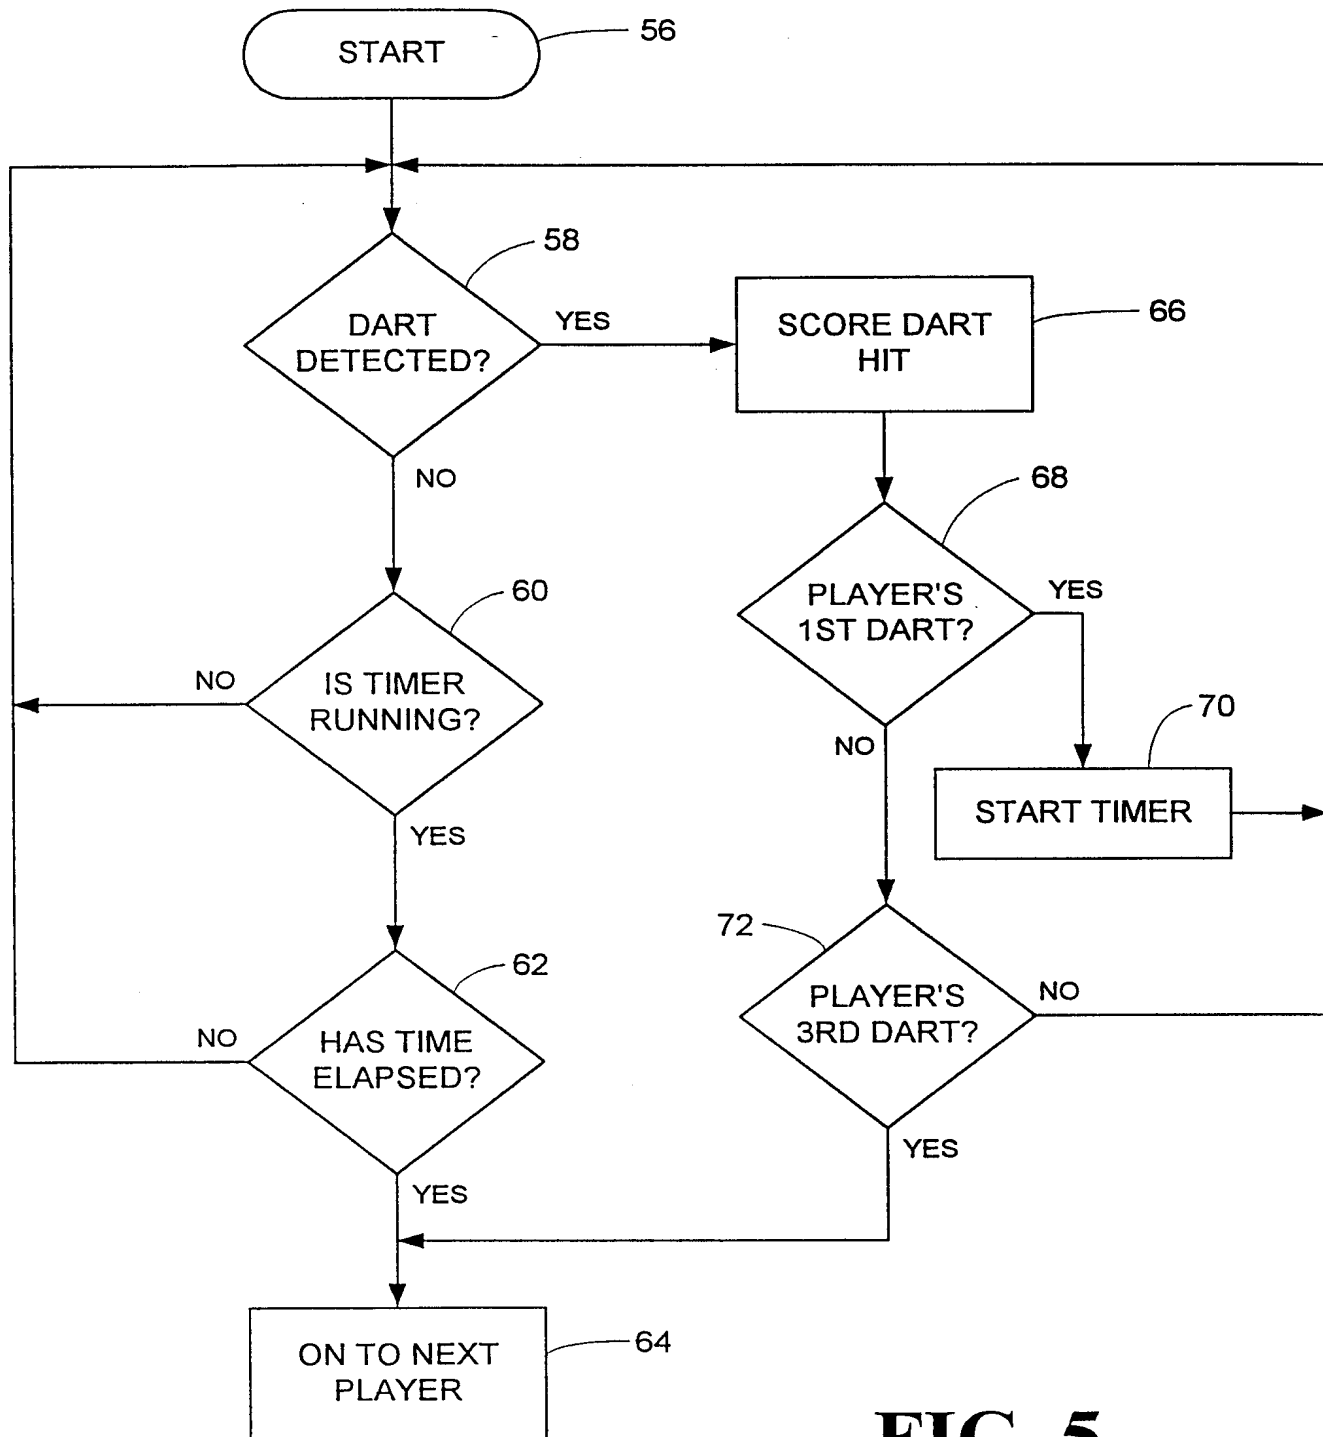 START
56
58
DART
DETECTED?
YES
SCORE DART
HIT
66
NO
68
60
PLAYER'S
1ST DART?
YES
NO
IS TIMER
RUNNING?
70
NO
START TIMER
YES
72
62
PLAYER'S
3RD DART?
NO
NO
HAS TIME
ELAPSED?
YES
YES
ON TO NEXT
PLAYER
64
FIG. 5